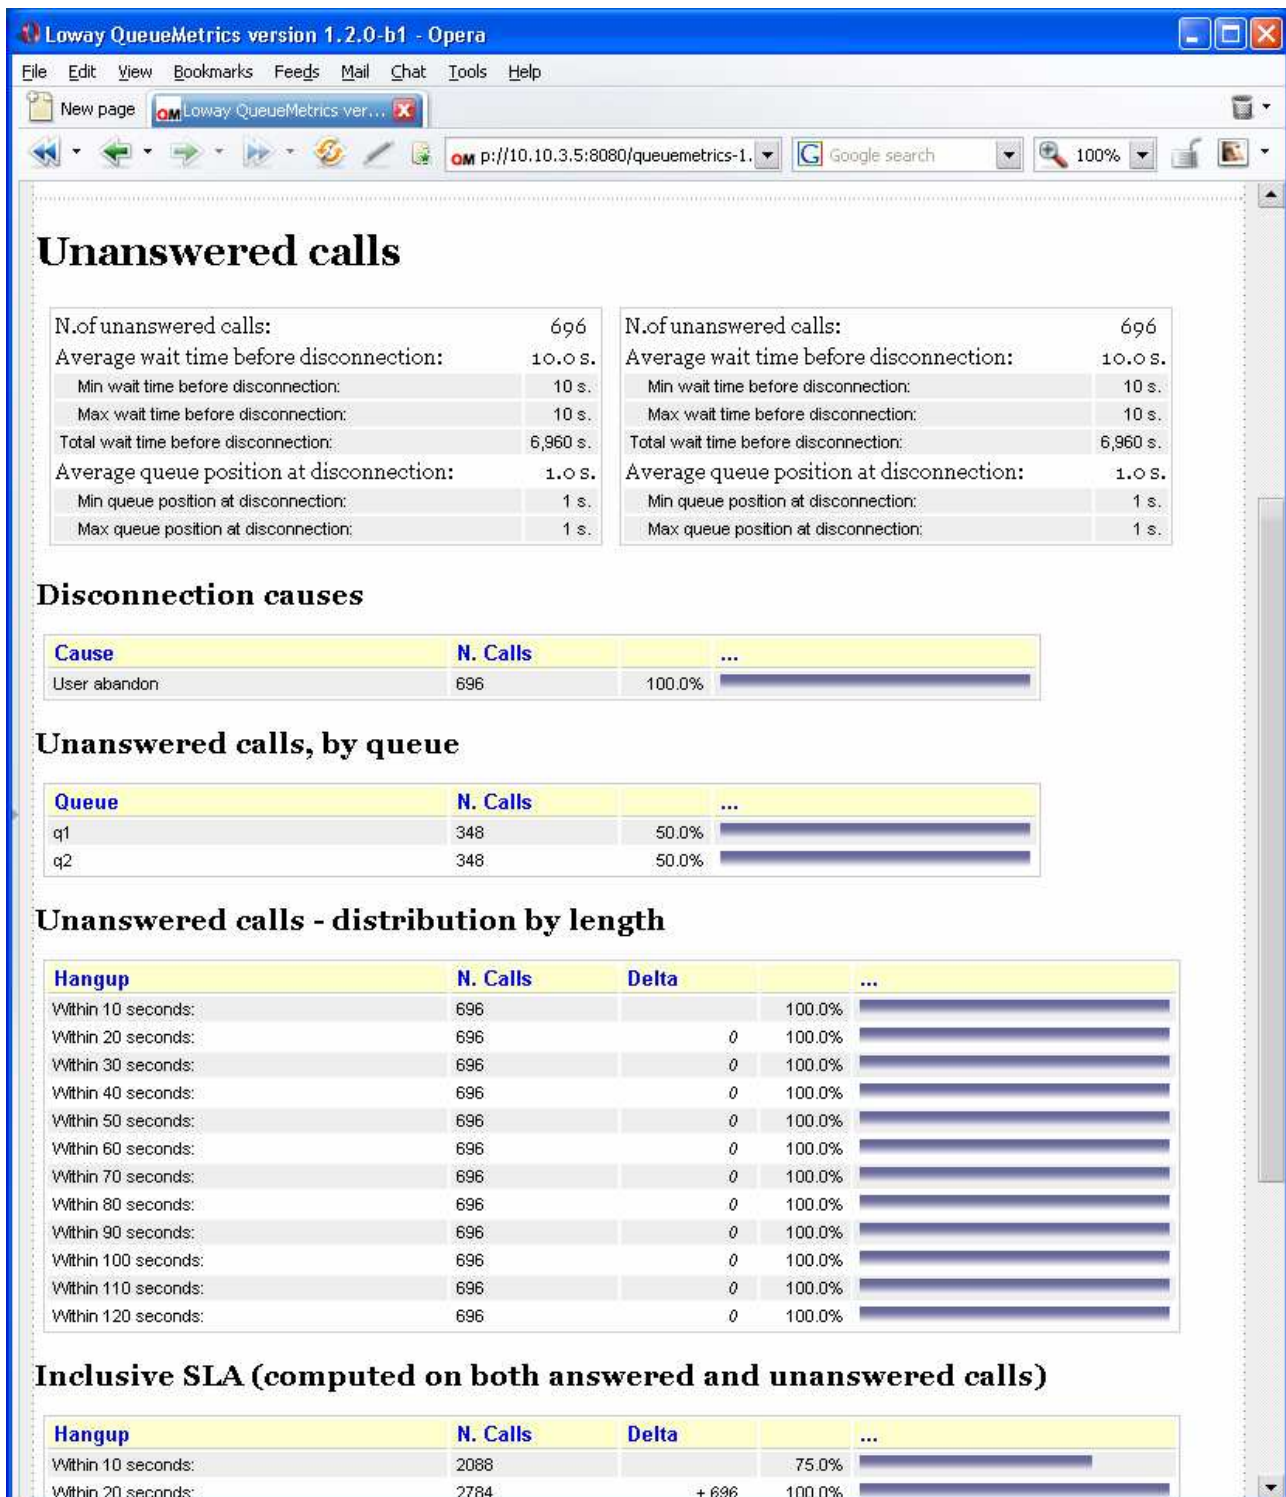 Loway QueueMetrics version 1.2.0-b1 - Opera
File Edit View Bookmarks Feeds Mail Chat Tools Help
New page QM Loway QueueMetrics ver...
QM p://10.10.3.5:8080/queuemetrics-1. G Google search 100%
Unanswered calls
N.of unanswered calls: 696 N.of unanswered calls: 696
Average wait time before disconnection: 10.0 s. Average wait time before disconnection: 10.0 s.
Min wait time before disconnection: 10 s. Min wait time before disconnection: 10 s.
Max wait time before disconnection: 10 s. Max wait time before disconnection: 10 s.
Total wait time before disconnection: 6,960 s. Total wait time before disconnection: 6,960 s.
Average queue position at disconnection: 1.0 s. Average queue position at disconnection: 1.0 s.
Min queue position at disconnection: 1 s. Min queue position at disconnection: 1 s.
Max queue position at disconnection: 1 s. Max queue position at disconnection: 1 s.
Disconnection causes
Cause N. Calls ...
User abandon 696 100.0%
Unanswered calls, by queue
Queue N. Calls ...
q1 348 50.0%
q2 348 50.0%
Unanswered calls - distribution by length
Hangup N. Calls Delta ...
Within 10 seconds: 696 100.0%
Within 20 seconds: 696 0 100.0%
Within 30 seconds: 696 0 100.0%
Within 40 seconds: 696 0 100.0%
Within 50 seconds: 696 0 100.0%
Within 60 seconds: 696 0 100.0%
Within 70 seconds: 696 0 100.0%
Within 80 seconds: 696 0 100.0%
Within 90 seconds: 696 0 100.0%
Within 100 seconds: 696 0 100.0%
Within 110 seconds: 696 0 100.0%
Within 120 seconds: 696 0 100.0%
Inclusive SLA (computed on both answered and unanswered calls)
Hangup N. Calls Delta ...
Within 10 seconds: 2088 75.0%
Within 20 seconds: 2784 + 696 100.0%